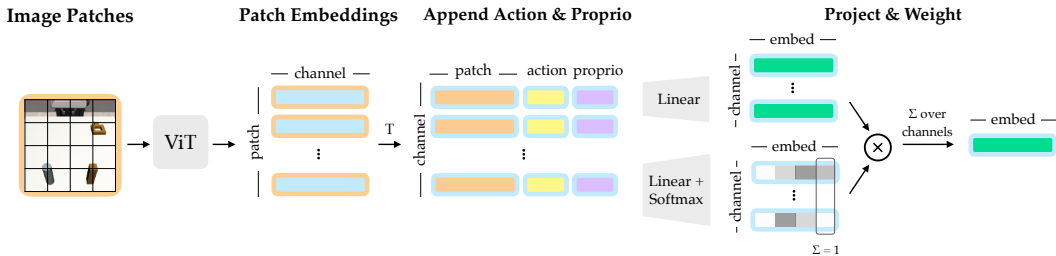 Image Patches
Patch Embeddings
Append Action & Proprio
Project & Weight
ViT
channel
patch
T
patch
action
proprio
channel
Linear
Linear +
Softmax
embed
channel
embed
channel
Σ = 1
Σ over
channels
embed